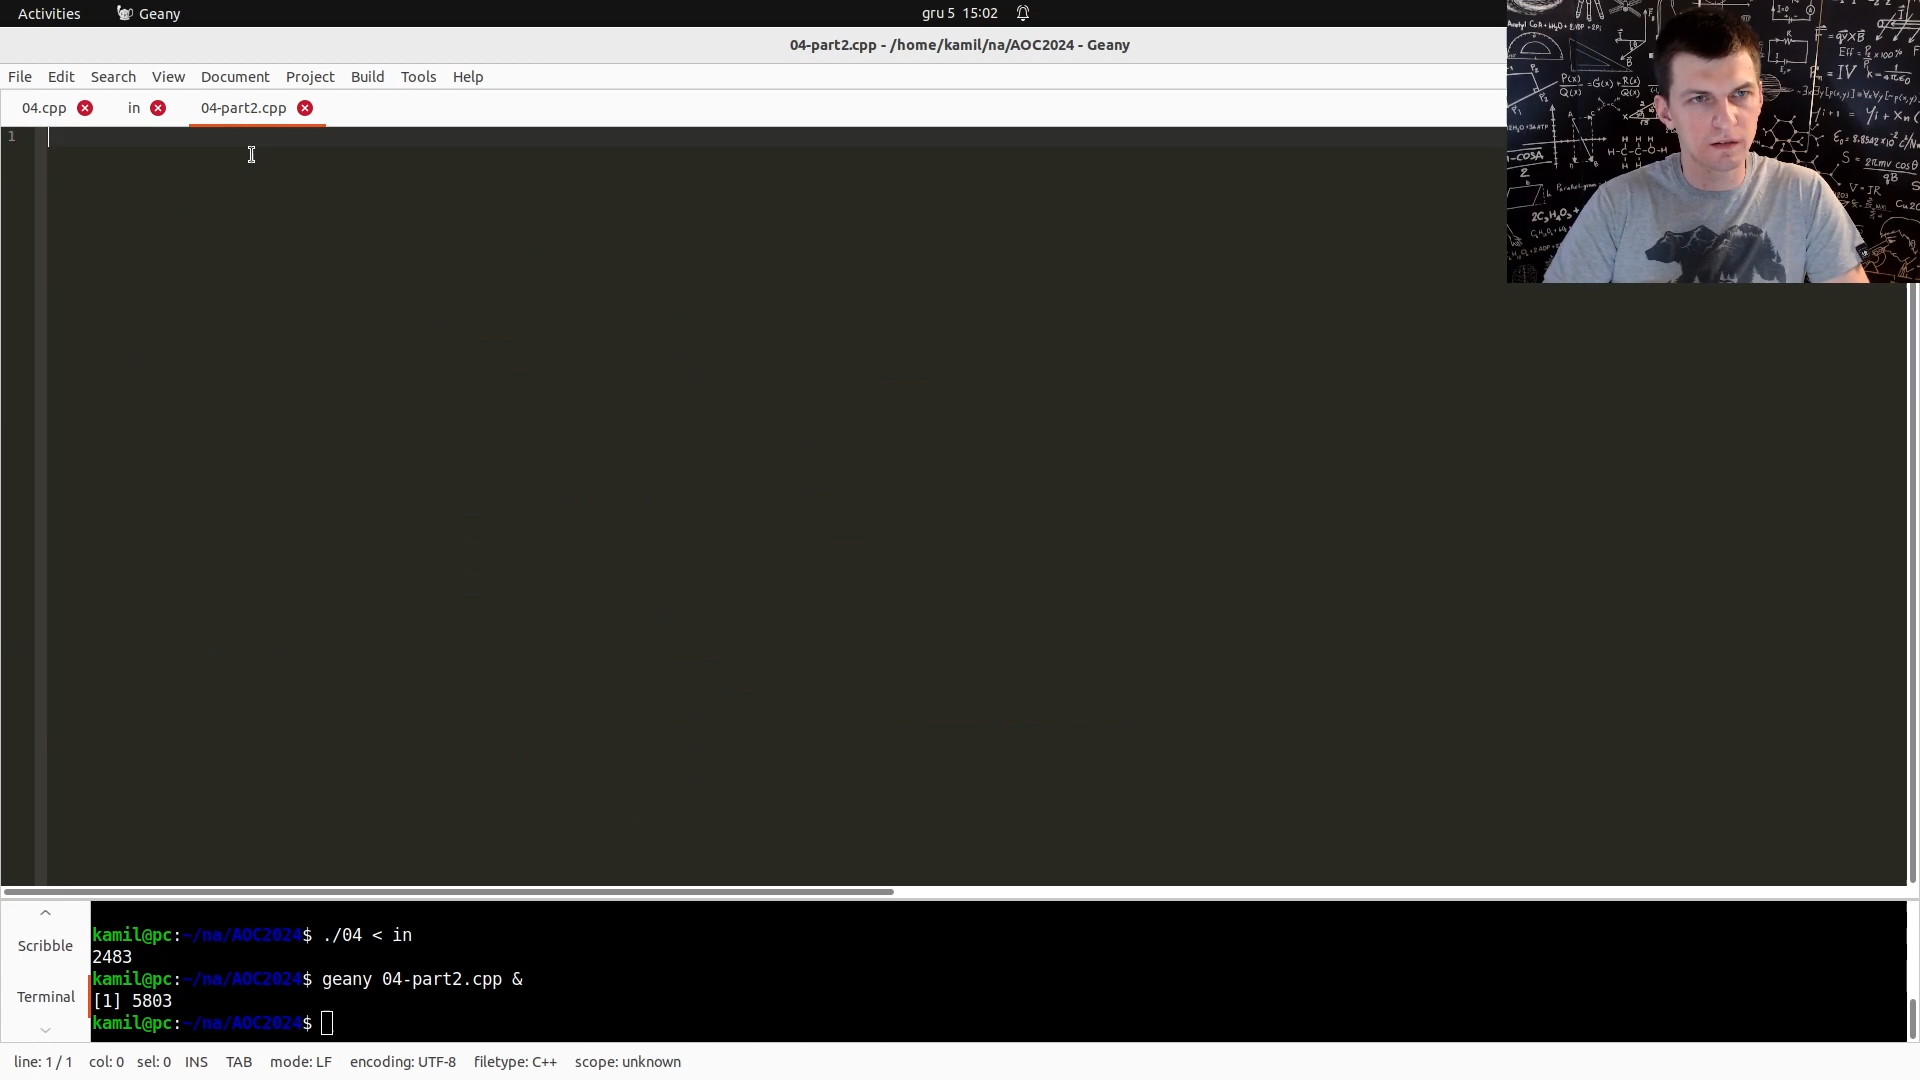 Activities Geany gru 5 15:02
04-part2.cpp - /home/kamil/na/AOC2024 - Geany
File Edit Search View Document Project Build Tools Help
04.cpp in 04-part2.cpp
1
kamil@pc:~/na/AOC2024$ ./04 < in
2483
kamil@pc:~/na/AOC2024$ geany 04-part2.cpp &
[1] 5803
kamil@pc:~/na/AOC2024$
Scribble
Terminal
line: 1 / 1 col: 0 sel: 0 INS TAB mode: LF encoding: UTF-8 filetype: C++ scope: unknown